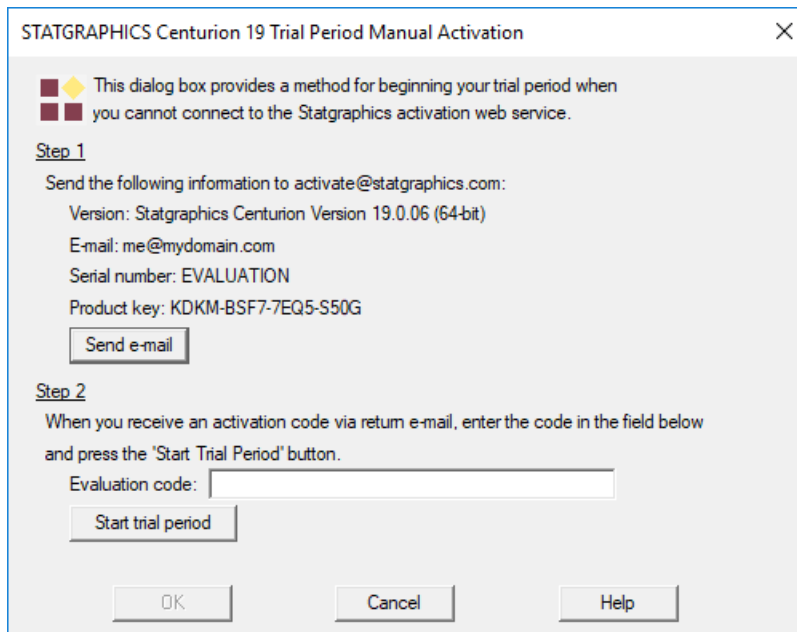 STATGRAPHICS Centurion 19 Trial Period Manual Activation
This dialog box provides a method for beginning your trial period when
you cannot connect to the Statgraphics activation web service.
Step 1
Send the following information to activate@statgraphics.com:
Version: Statgraphics Centurion Version 19.0.06 (64-bit)
E-mail: me@mydomain.com
Serial number: EVALUATION
Product key: KDKM-BSF7-7EQ5-S50G
Send e-mail
Step 2
When you receive an activation code via return e-mail, enter the code in the field below
and press the 'Start Trial Period' button.
Evaluation code:
Start trial period
OK Cancel Help